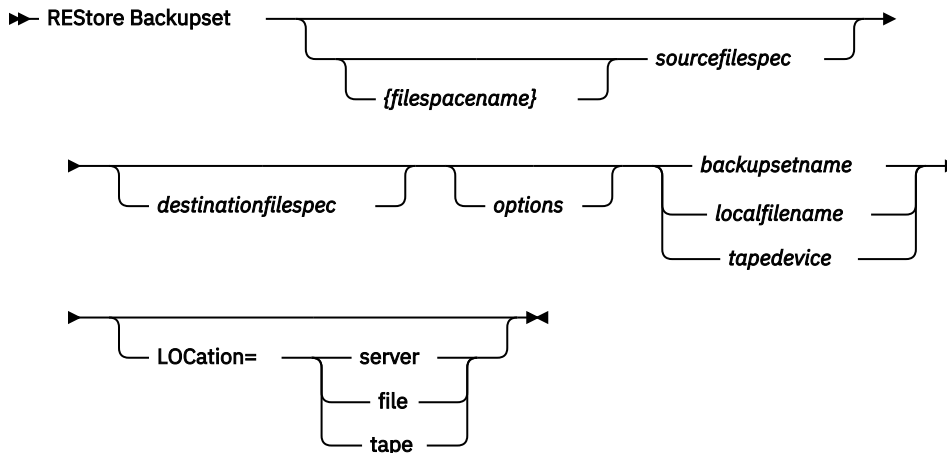 REStore Backupset
sourcefilespec
{filespacename}
destinationfilespec
options
backupsetname
localfilename
tapedevice
LOCation=
server
file
tape